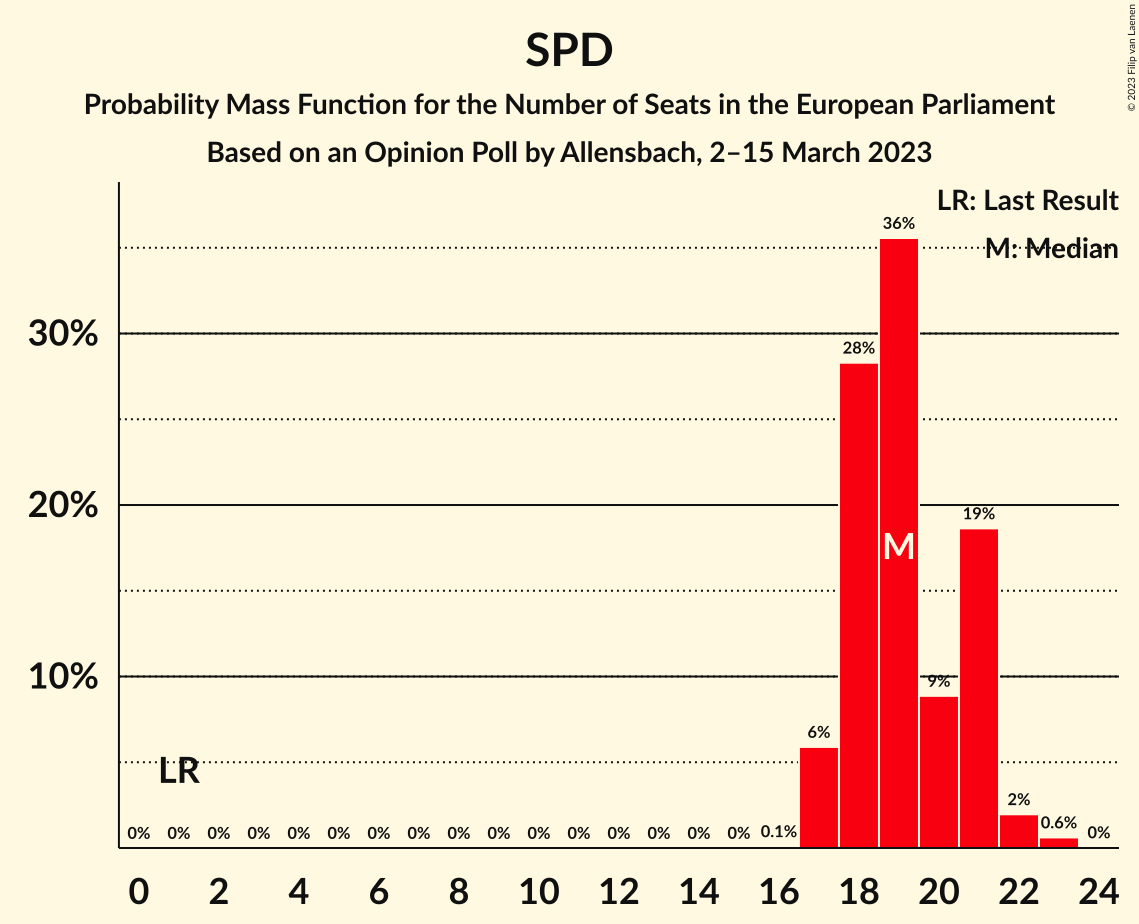 SPD
Probability Mass Function for the Number of Seats in the European Parliament
Based on an Opinion Poll by Allensbach, 2–15 March 2023
© 2023 Filip van Laenen
LR: Last Result
M: Median
36%
30%
28%
20%
19%
M
10%
9%
6%
LR
2%
0% 0% 0% 0% 0% 0% 0% 0% 0% 0% 0% 0% 0% 0% 0% 0% 0.1% 0.6% 0%
0 2 4 6 8 10 12 14 16 18 20 22 24